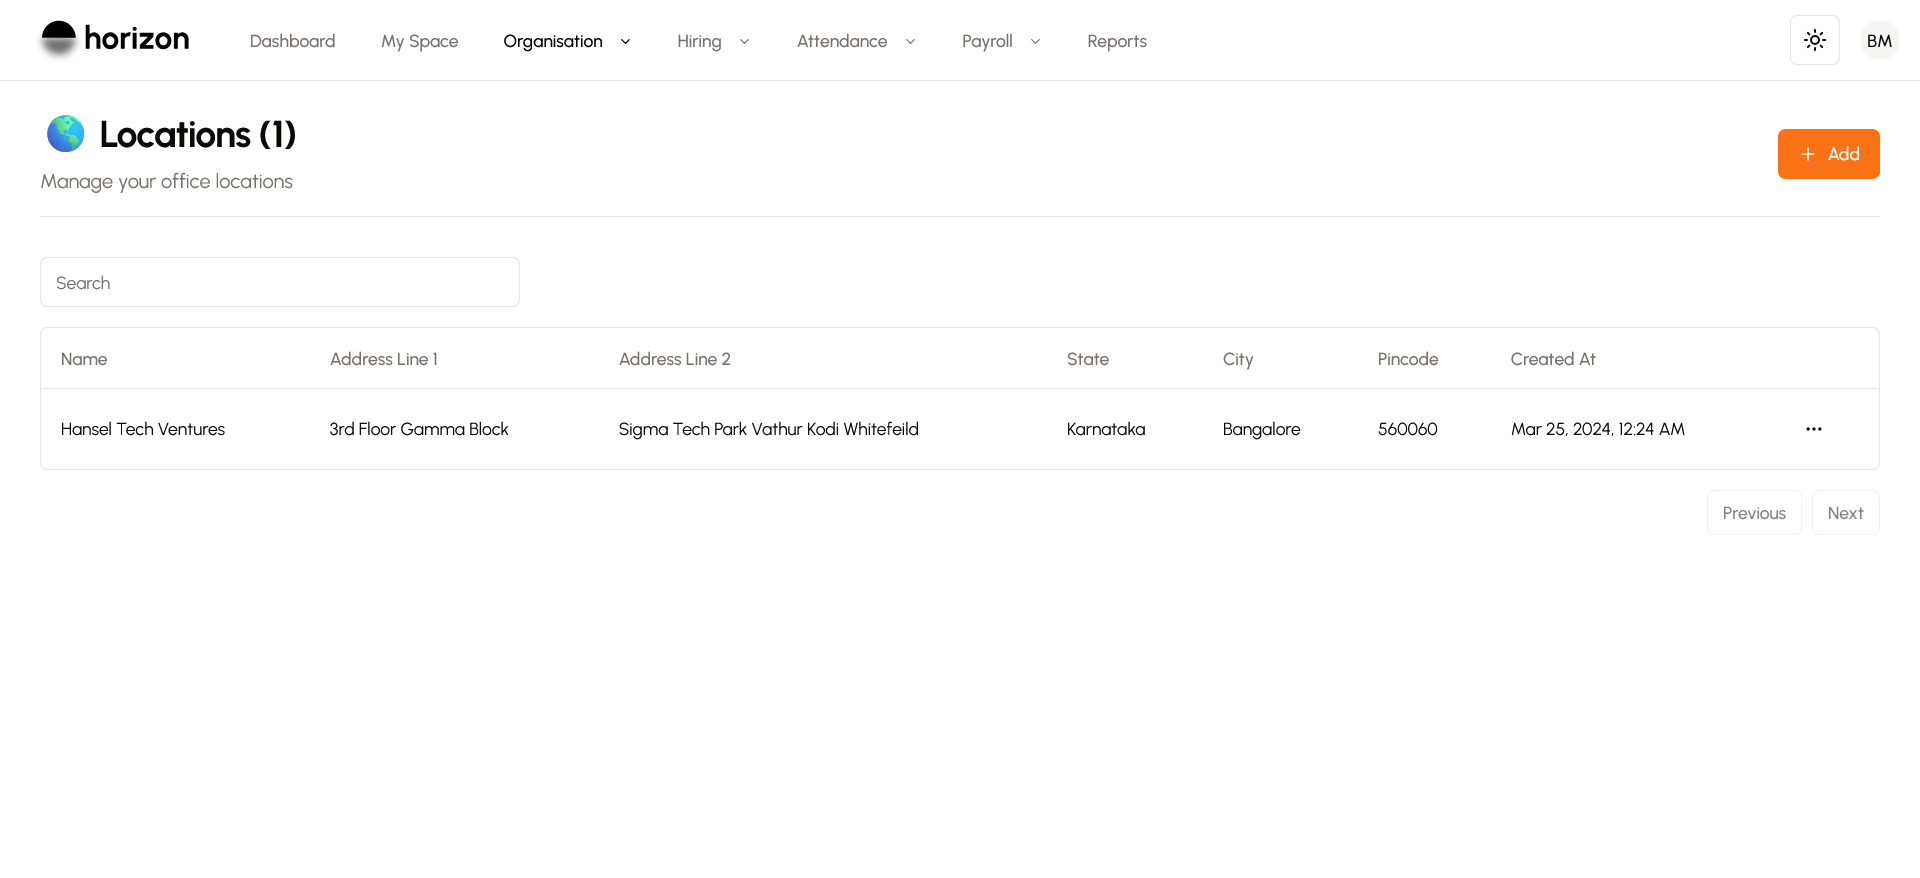 horizon Dashboard My Space Organisation Hiring Attendance Payroll Reports BM
Locations (1)
Manage your office locations
+ Add
Search
Name Address Line 1 Address Line 2 State City Pincode Created At
Hansel Tech Ventures 3rd Floor Gamma Block Sigma Tech Park Vathur Kodi Whitefeild Karnataka Bangalore 560060 Mar 25, 2024, 12:24 AM ...
Previous Next